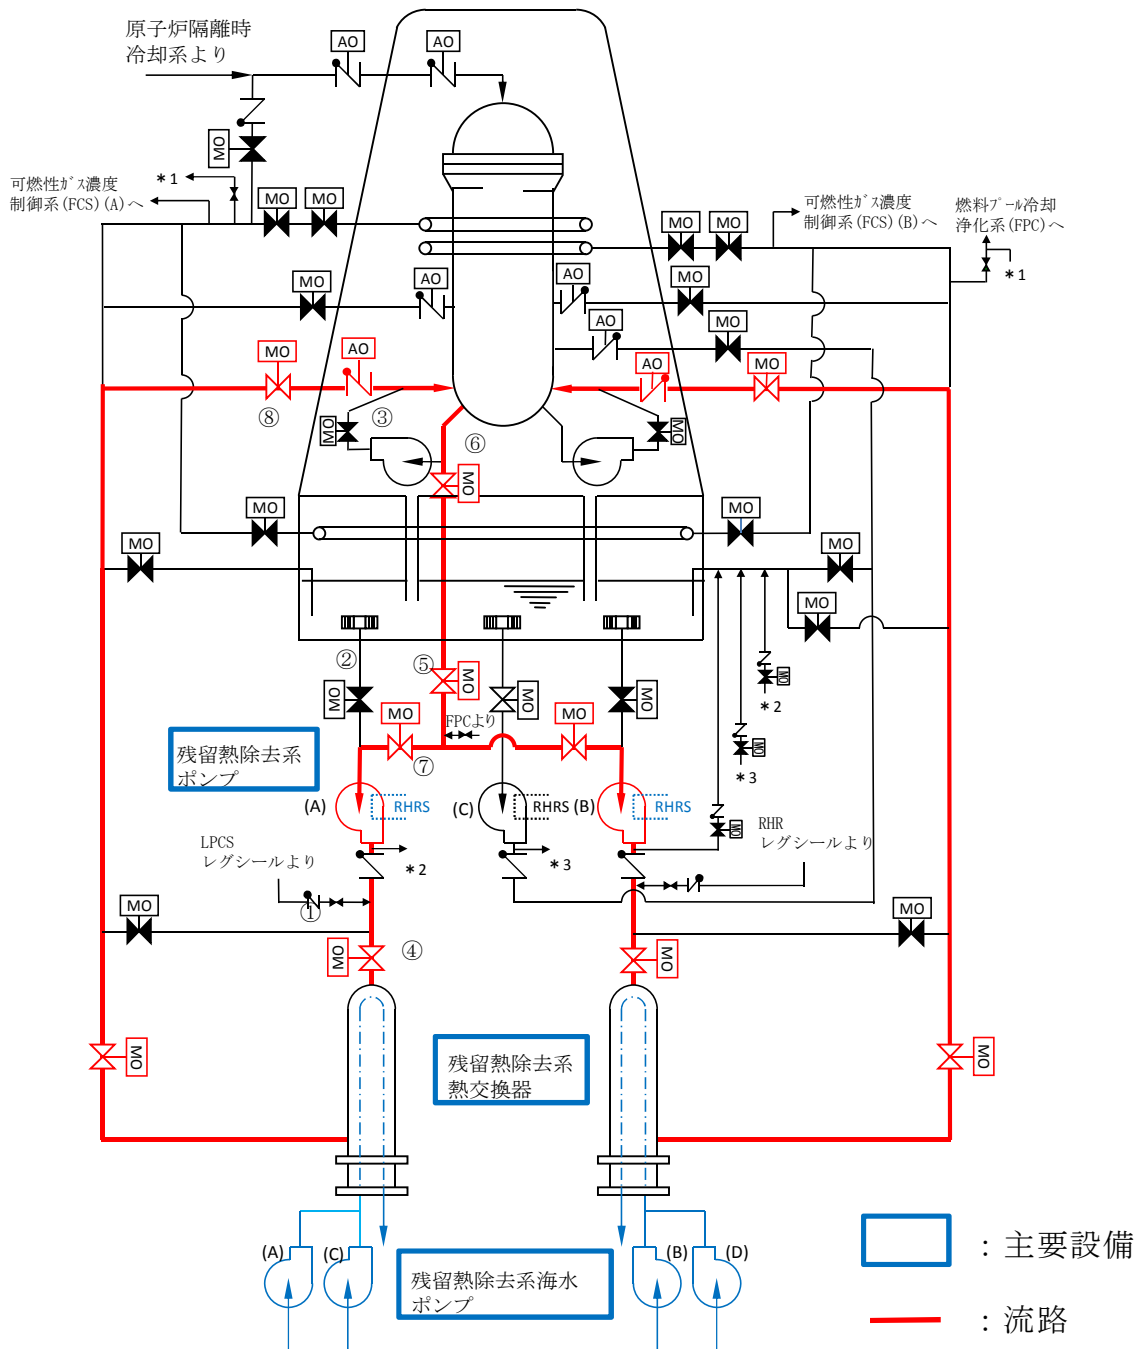 原子炉隔離時
冷却系より
AO
AO
MO
可燃性ガス濃度
制御系(FCS)(A)へ
*1
MO
MO
可燃性ガス濃度
制御系(FCS)(B)へ
燃料プール冷却
浄化系(FPC)へ
*1
MO
MO
MO
AO
AO
MO
AO
MO
MO
AO
AO
MO
⑧
③
⑥
MO
MO
MO
MO
MO
MO
MO
MO
②
⑤
MO
MO
MO
MO
*2
MO
*3
MO
MO
MO
FPCより
⑦
残留熱除去系
ポンプ
(A)
RHRS
(C)
RHRS
(B)
RHRS
MO
LPCS
レグシールより
*2
*3
RHR
レグシールより
①
MO
MO
MO
④
MO
MO
MO
残留熱除去系
熱交換器
(A)
(C)
残留熱除去系海水
ポンプ
(B)
(D)
：主要設備
：流路